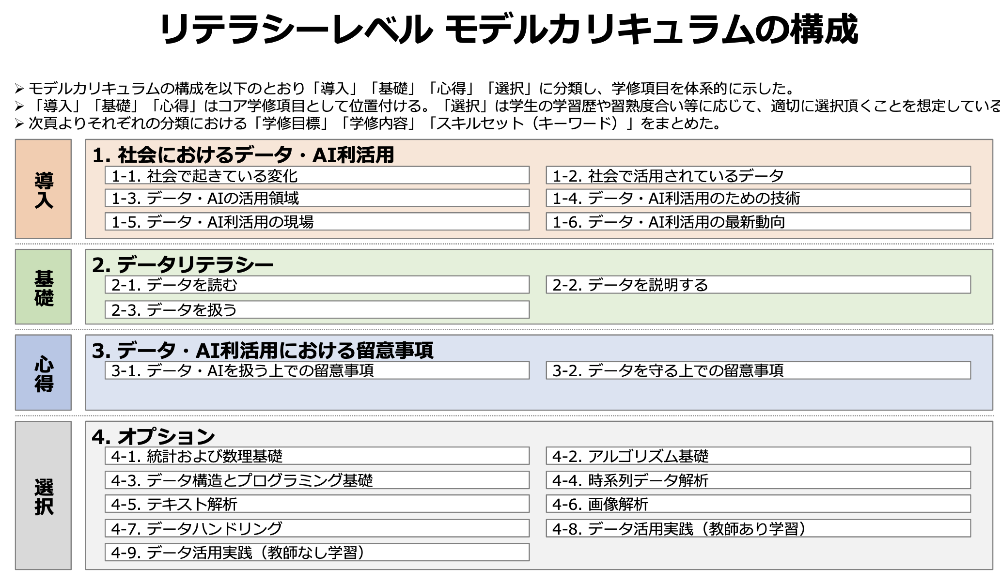 リテラシーレベル モデルカリキュラムの構成
➢ モデルカリキュラムの構成を以下のとおり「導入」「基礎」「心得」「選択」に分類し、学修項目を体系的に示した。
➢ 「導入」「基礎」「心得」はコア学修項目として位置付ける。「選択」は学生の学習歴や習熟度合い等に応じて、適切に選択頂くことを想定している
➢ 次頁よりそれぞれの分類における「学修目標」「学修内容」「スキルセット（キーワード）」をまとめた。
導入
1. 社会におけるデータ・AI利活用
1-1. 社会で起きている変化
1-2. 社会で活用されているデータ
1-3. データ・AIの活用領域
1-4. データ・AI利活用のための技術
1-5. データ・AI利活用の現場
1-6. データ・AI利活用の最新動向
基礎
2. データリテラシー
2-1. データを読む
2-2. データを説明する
2-3. データを扱う
心得
3. データ・AI利活用における留意事項
3-1. データ・AIを扱う上での留意事項
3-2. データを守る上での留意事項
選択
4. オプション
4-1. 統計および数理基礎
4-2. アルゴリズム基礎
4-3. データ構造とプログラミング基礎
4-4. 時系列データ解析
4-5. テキスト解析
4-6. 画像解析
4-7. データハンドリング
4-8. データ活用実践（教師あり学習）
4-9. データ活用実践（教師なし学習）